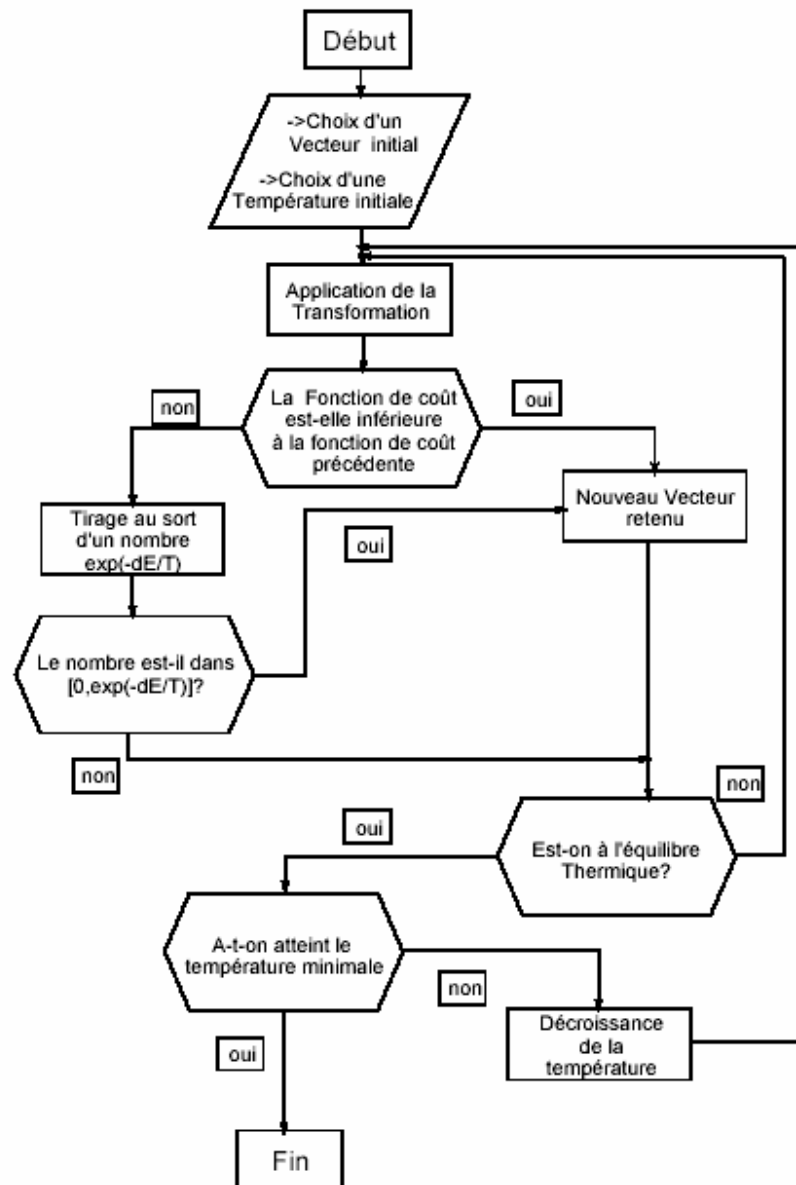 Début
->Choix d'un
Vecteur initial
->Choix d'une
Température initiale
Application de la
Transformation
La Fonction de coût
est-elle inférieure
à la fonction de coût
précédente
non
oui
Tirage au sort
d'un nombre
exp(-dE/T)
Nouveau Vecteur
retenu
oui
Le nombre est-il dans
[0,exp(-dE/T)]?
non
non
oui
Est-on à l'équilibre
Thermique?
A-t-on atteint le
température minimale
non
Décroissance
de la
température
oui
Fin